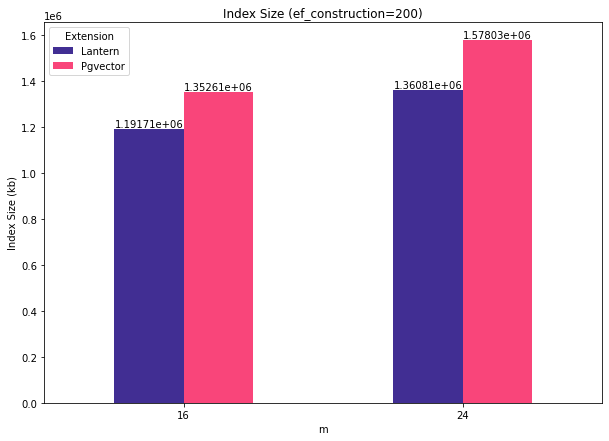 Index Size (ef_construction=200)
1e6
Extension
Lantern
Pgvector
1.19171e+06
1.35261e+06
1.36081e+06
1.57803e+06
Index Size (kb)
1.6
1.4
1.2
1.0
0.8
0.6
0.4
0.2
0.0
16
24
m